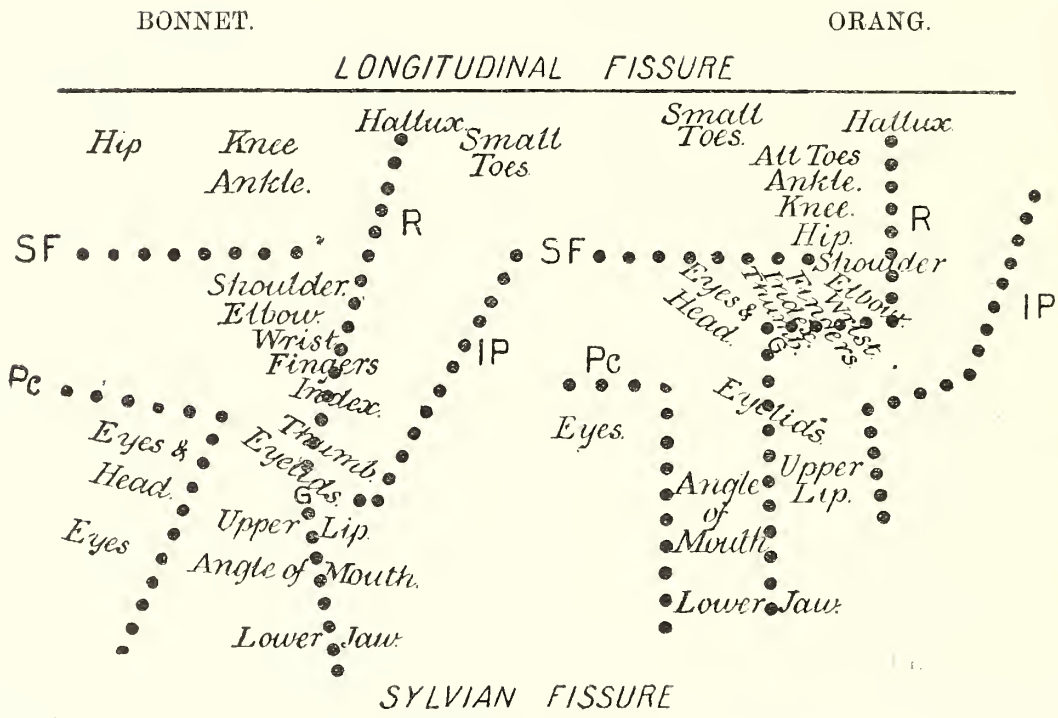 BONNET.
ORANG.
LONGITUDINAL FISSURE
Hip
Knee
Ankle.
Hallux.
Small
Toes.
R
SF
Shoulder.
Elbow.
Wrist.
Fingers
Index.
Thumb.
Eyelids.
G
IP
Pc
Eyes &
Head.
Eyes
Upper Lip.
Angle of Mouth.
Lower Jaw.
Small
Toes.
Hallux.
All Toes
Ankle.
Knee.
Hip.
Shoulder
R
SF
Eyes &
Head.
Thumb.
Index.
Fingers
Wrist.
Elbow.
G
IP
Pc
Eyes.
Eyelids
Upper
Lip.
Angle
of
Mouth
Lower Jaw.
SYLVIAN FISSURE